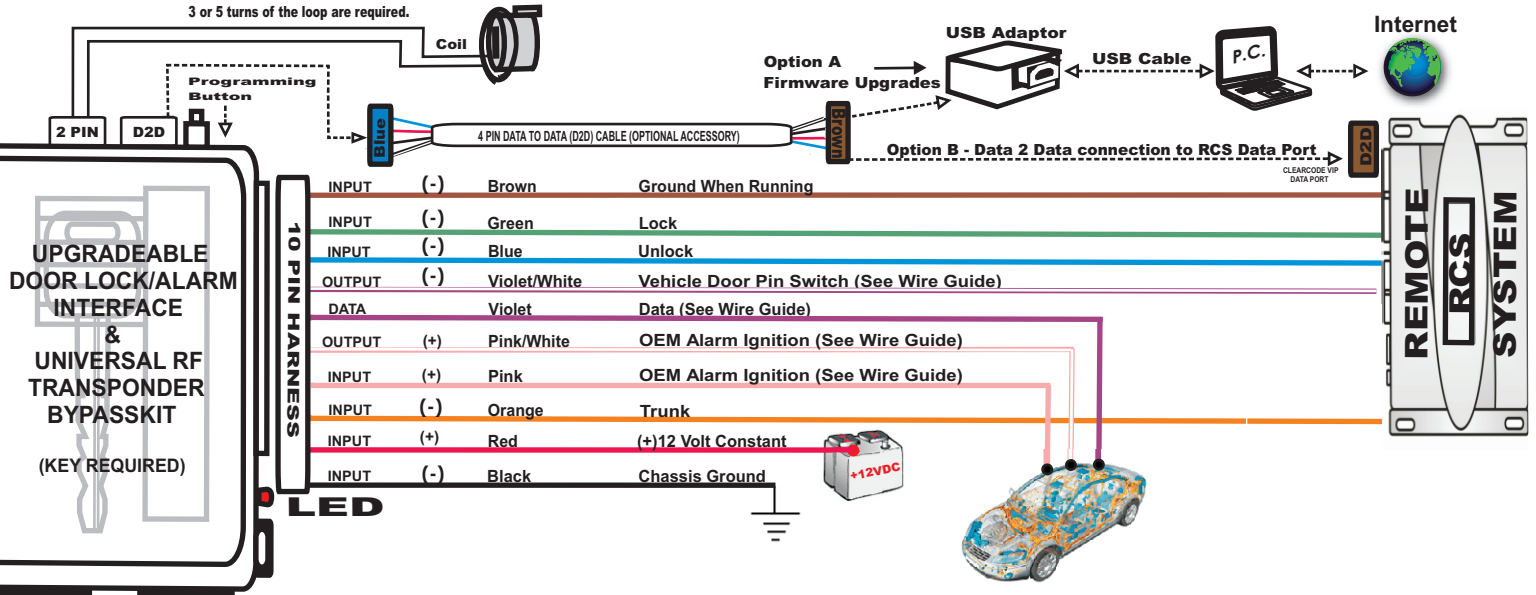 3 or 5 turns of the loop are required.
Coil
Programming
Button
2 PIN
D2D
Blue
4 PIN DATA TO DATA (D2D) CABLE (OPTIONAL ACCESSORY)
Brown
Option A
Firmware Upgrades
USB Adaptor
USB Cable
P.C.
Internet
Option B - Data 2 Data connection to RCS Data Port
CLEARCODE VIP
DATA PORT
D2D
UPGRADEABLE
DOOR LOCK/ALARM
INTERFACE
&
UNIVERSAL RF
TRANSPONDER
BYPASSKIT
(KEY REQUIRED)
10 PIN HARNESS
LED
INPUT (-) Brown Ground When Running
INPUT (-) Green Lock
INPUT (-) Blue Unlock
OUTPUT (-) Violet/White Vehicle Door Pin Switch (See Wire Guide)
DATA Violet Data (See Wire Guide)
OUTPUT (+) Pink/White OEM Alarm Ignition (See Wire Guide)
INPUT (+) Pink OEM Alarm Ignition (See Wire Guide)
INPUT (-) Orange Trunk
INPUT (+) Red (+)12 Volt Constant
INPUT (-) Black Chassis Ground
+12VDC
REMOTE
RCS
SYSTEM